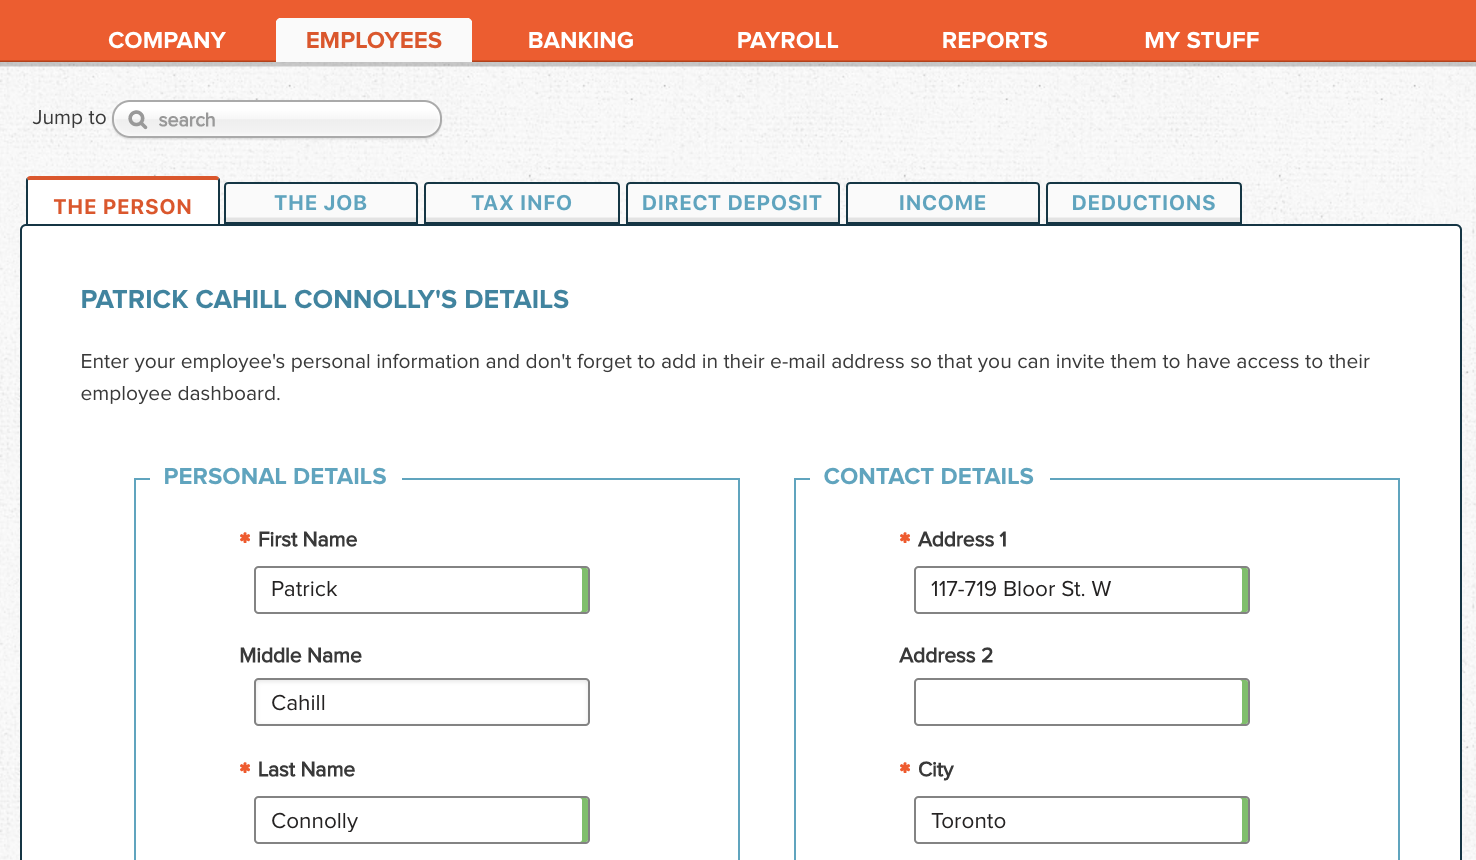 COMPANY EMPLOYEES BANKING PAYROLL REPORTS MY STUFF
Jump to search
THE PERSON THE JOB TAX INFO DIRECT DEPOSIT INCOME DEDUCTIONS
PATRICK CAHILL CONNOLLY'S DETAILS
Enter your employee's personal information and don't forget to add in their e-mail address so that you can invite them to have access to their
employee dashboard.
PERSONAL DETAILS
* First Name
Patrick
Middle Name
Cahill
* Last Name
Connolly
CONTACT DETAILS
* Address 1
117-719 Bloor St. W
Address 2
* City
Toronto